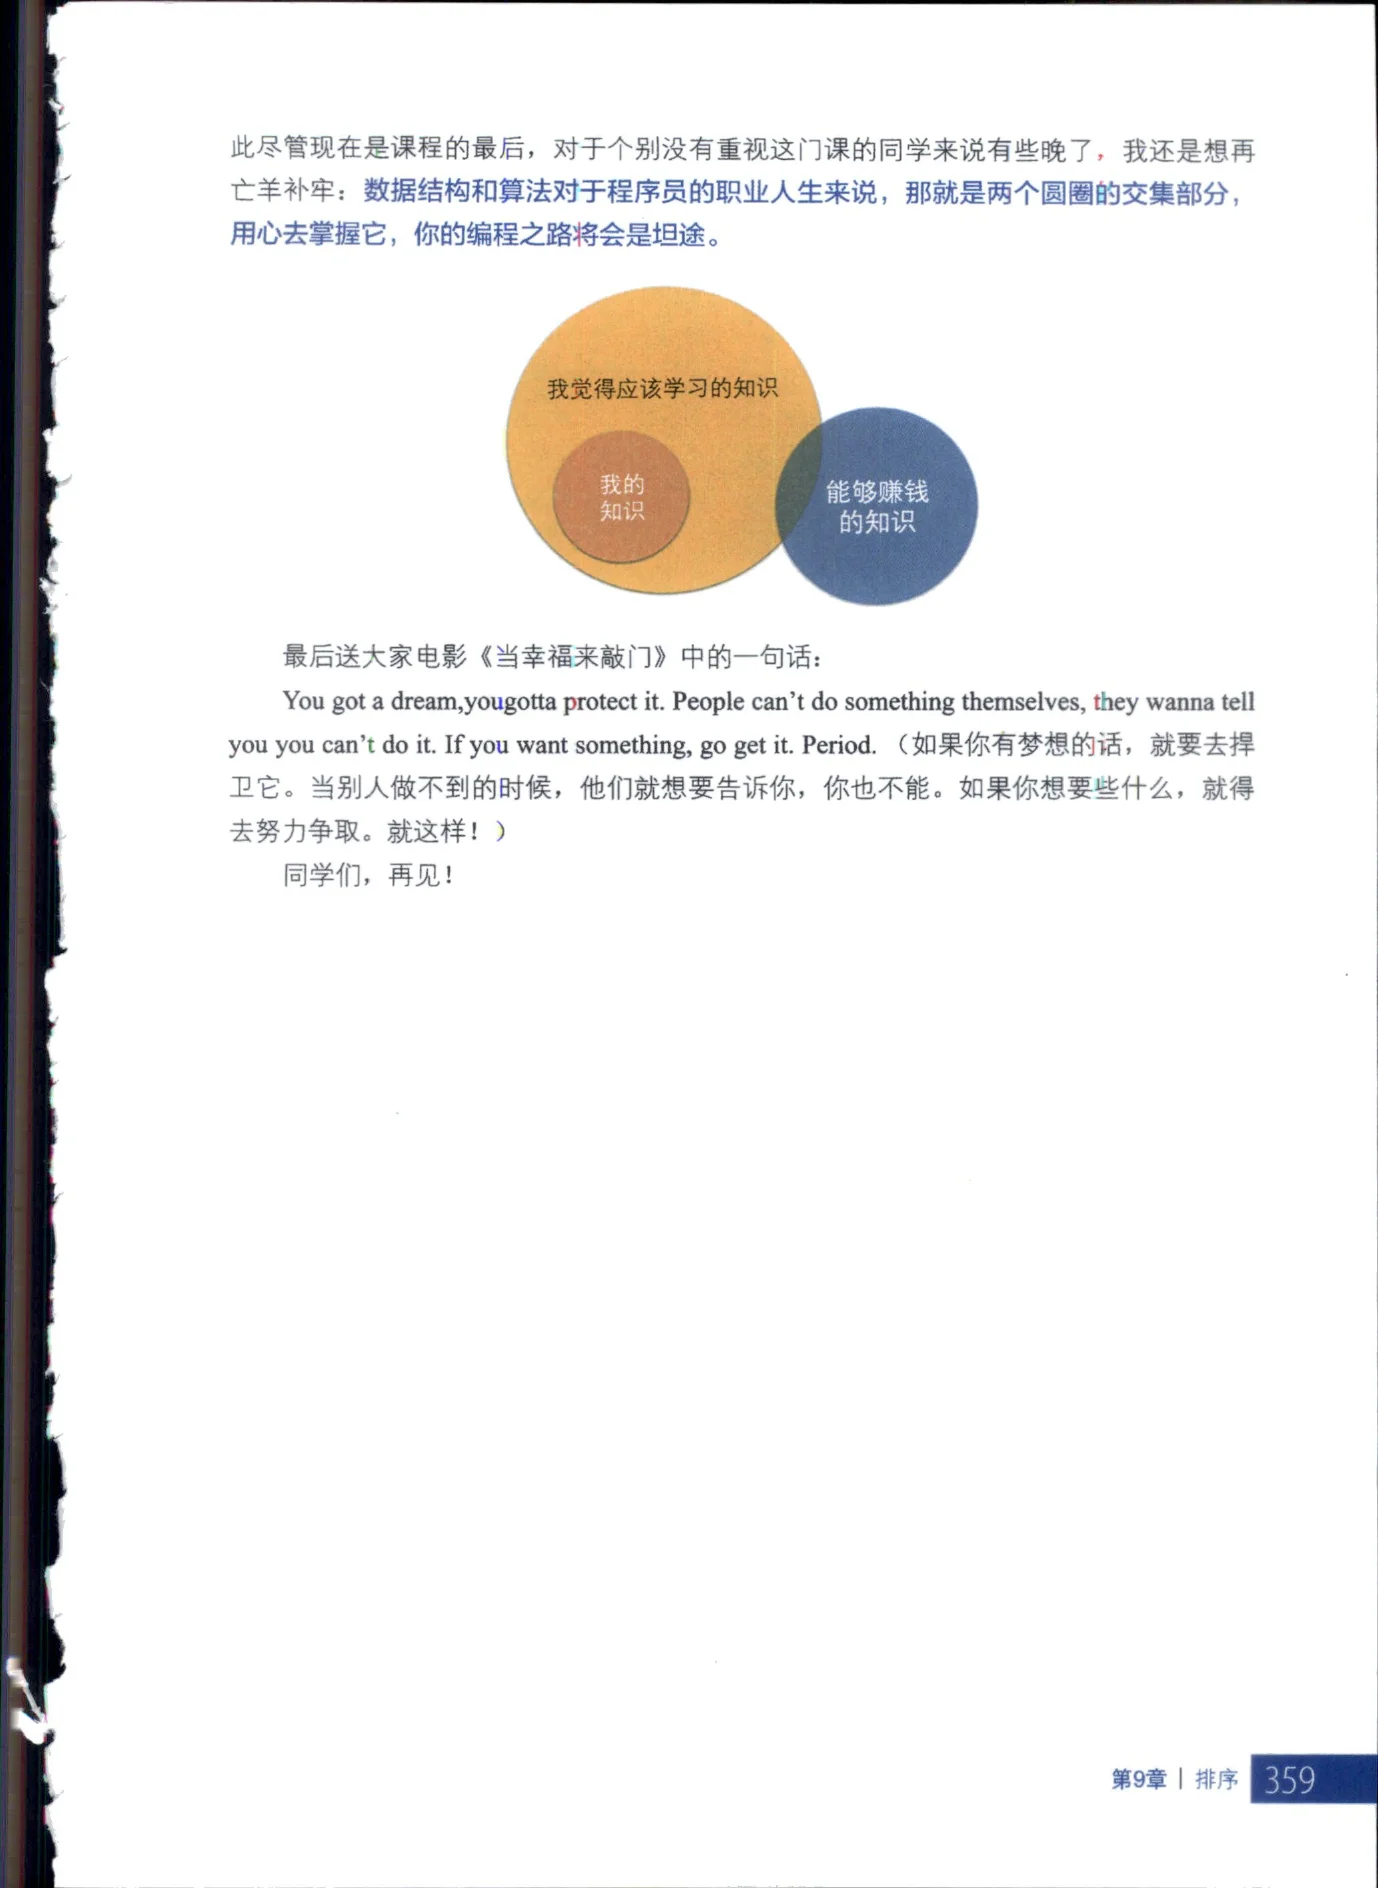 此尽管现在是课程的最后，对于个别没有重视这门课的同学来说有些晚了，我还是想再
亡羊补牢：数据结构和算法对于程序员的职业人生来说，那就是两个圆圈的交集部分，
用心去掌握它，你的编程之路将会是坦途。
我觉得应该学习的知识
我的
知识
能够赚钱
的知识
最后送大家电影《当幸福来敲门》中的一句话：
You got a dream,yougotta protect it. People can't do something themselves, they wanna tell
you you can't do it. If you want something, go get it. Period. （如果你有梦想的话，就要去捍
卫它。当别人做不到的时候，他们就想要告诉你，你也不能。如果你想要些什么，就得
去努力争取。就这样！）
同学们，再见！
第9章 | 排序 359